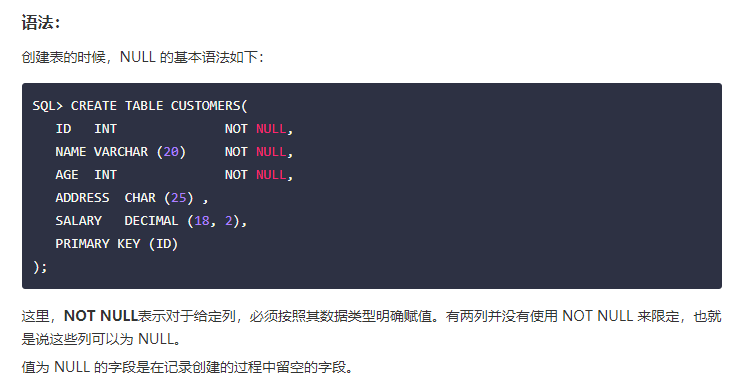 语法：
创建表的时候，NULL 的基本语法如下：
SQL> CREATE TABLE CUSTOMERS(
   ID   INT              NOT NULL,
   NAME VARCHAR (20)     NOT NULL,
   AGE  INT              NOT NULL,
   ADDRESS  CHAR (25) ,
   SALARY   DECIMAL (18, 2),
   PRIMARY KEY (ID)
);
这里，NOT NULL表示对于给定列，必须按照其数据类型明确赋值。有两列并没有使用 NOT NULL 来限定，也就
是说这些列可以为 NULL。
值为 NULL 的字段是在记录创建的过程中留空的字段。